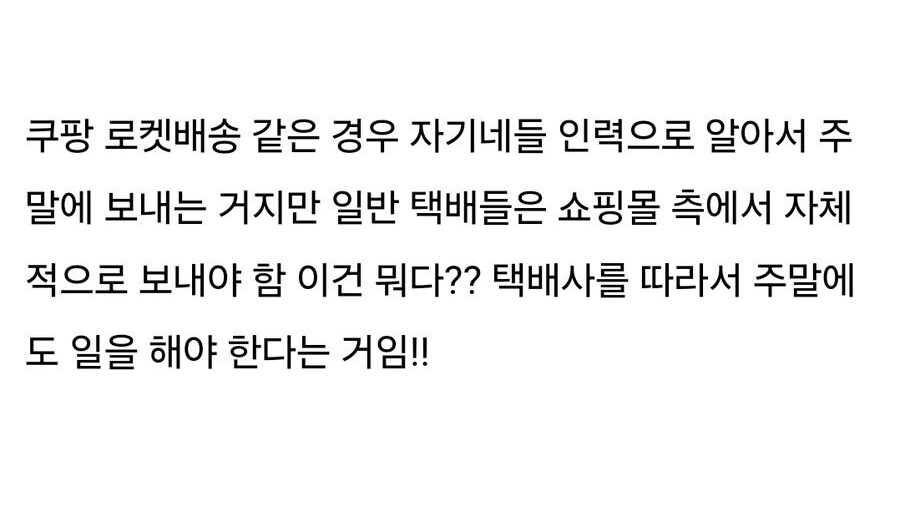 쿠팡 로켓배송 같은 경우 자기네들 인력으로 알아서 주
말에 보내는 거지만 일반 택배들은 쇼핑몰 측에서 자체
적으로 보내야 함 이건 뭐다?? 택배사를 따라서 주말에
도 일을 해야 한다는 거임!!